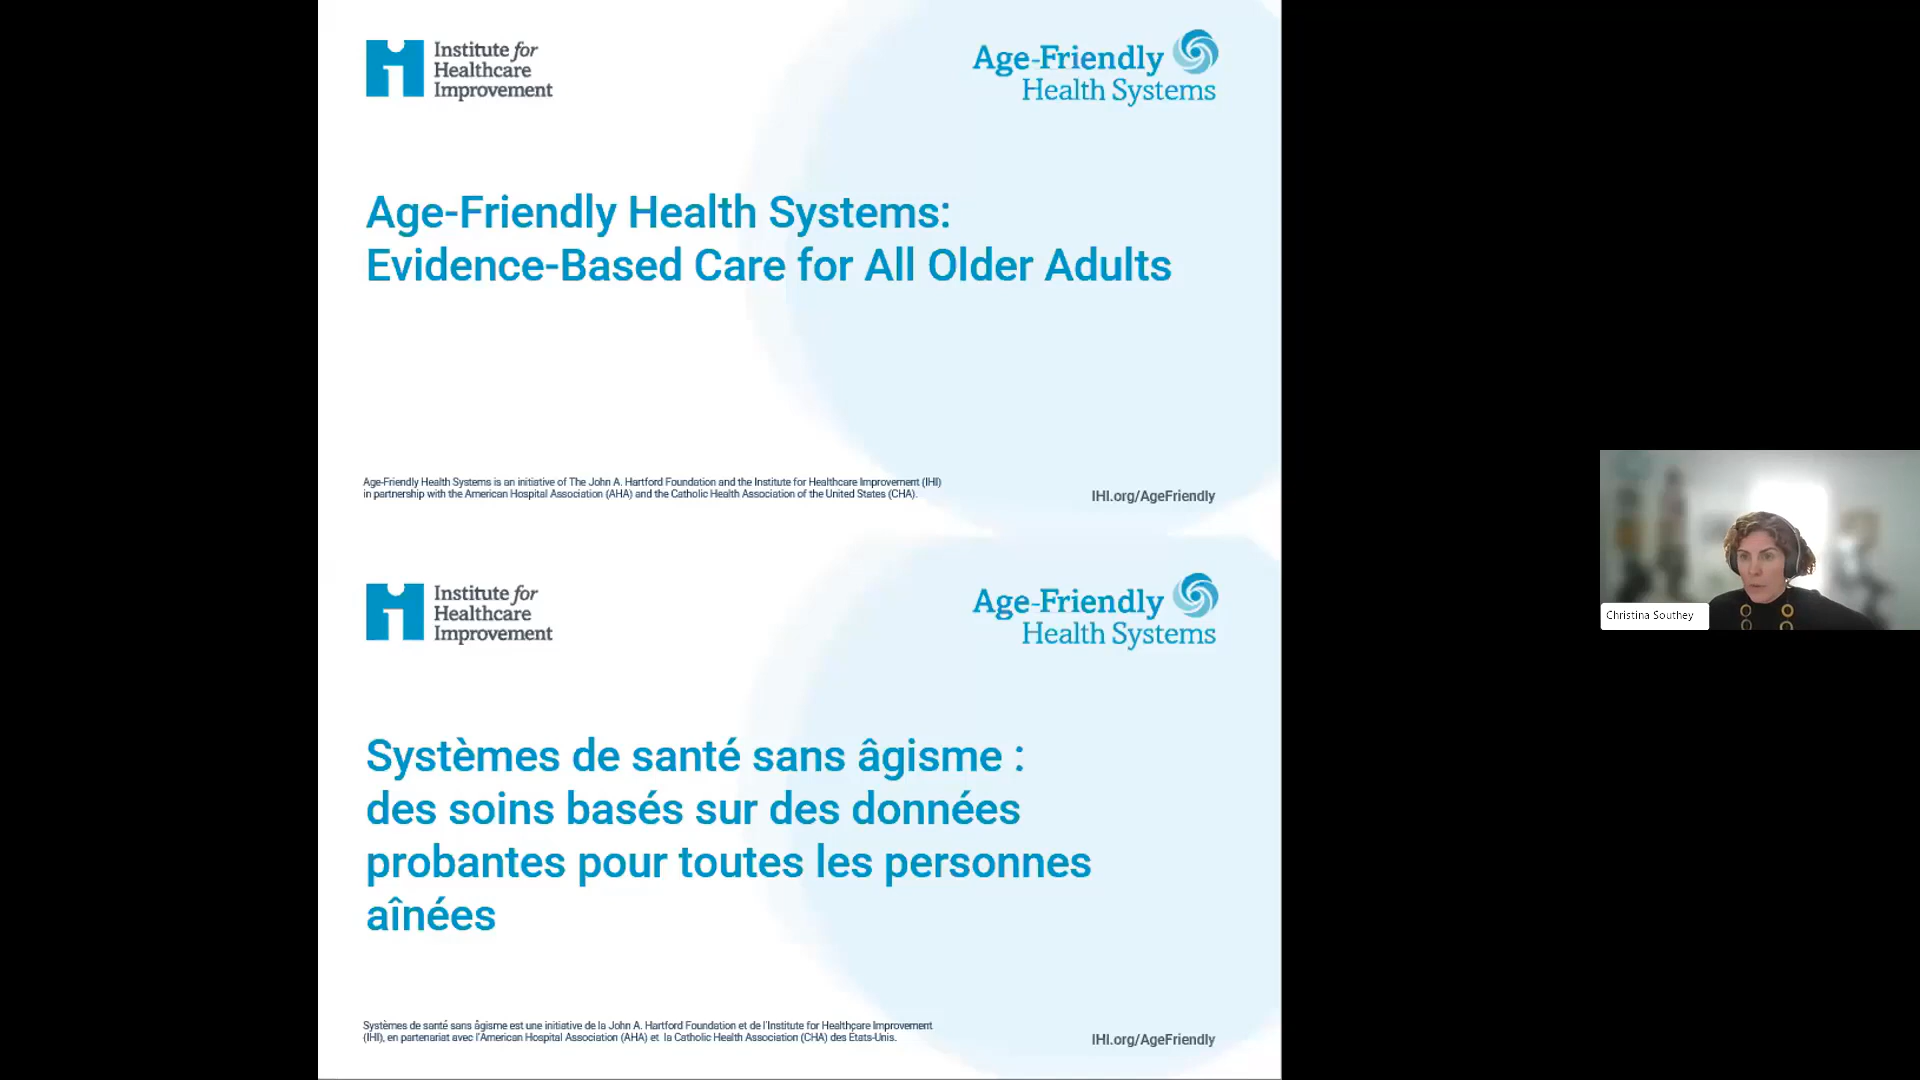 Institute for
Healthcare
Improvement
Age-Friendly
Health Systems
Age-Friendly Health Systems:
Evidence-Based Care for All Older Adults
Age-Friendly Health Systems is an initiative of The John A. Hartford Foundation and the Institute for Healthcare Improvement (IHI)
in partnership with the American Hospital Association (AHA) and the Catholic Health Association of the United States (CHA).
IHI.org/AgeFriendly
Institute for
Healthcare
Improvement
Age-Friendly
Health Systems
Systèmes de santé sans âgisme :
des soins basés sur des données
probantes pour toutes les personnes
aînées
Systèmes de santé sans âgisme est une initiative de la John A. Hartford Foundation et de l'Institute for Healthcare Improvement
(IHI), en partenariat avec l'American Hospital Association (AHA) et la Catholic Health Association (CHA) des États-Unis.
IHI.org/AgeFriendly
Christina Southey